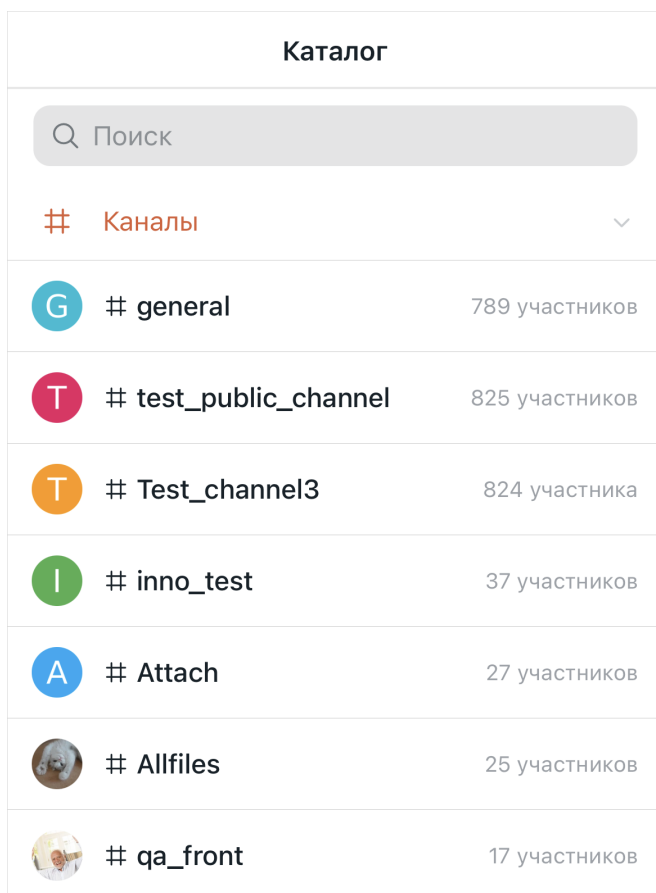 Каталог
Поиск
# Каналы
G # general 789 участников
T # test_public_channel 825 участников
T # Test_channel3 824 участника
I # inno_test 37 участников
A # Attach 27 участников
# Allfiles 25 участников
# qa_front 17 участников